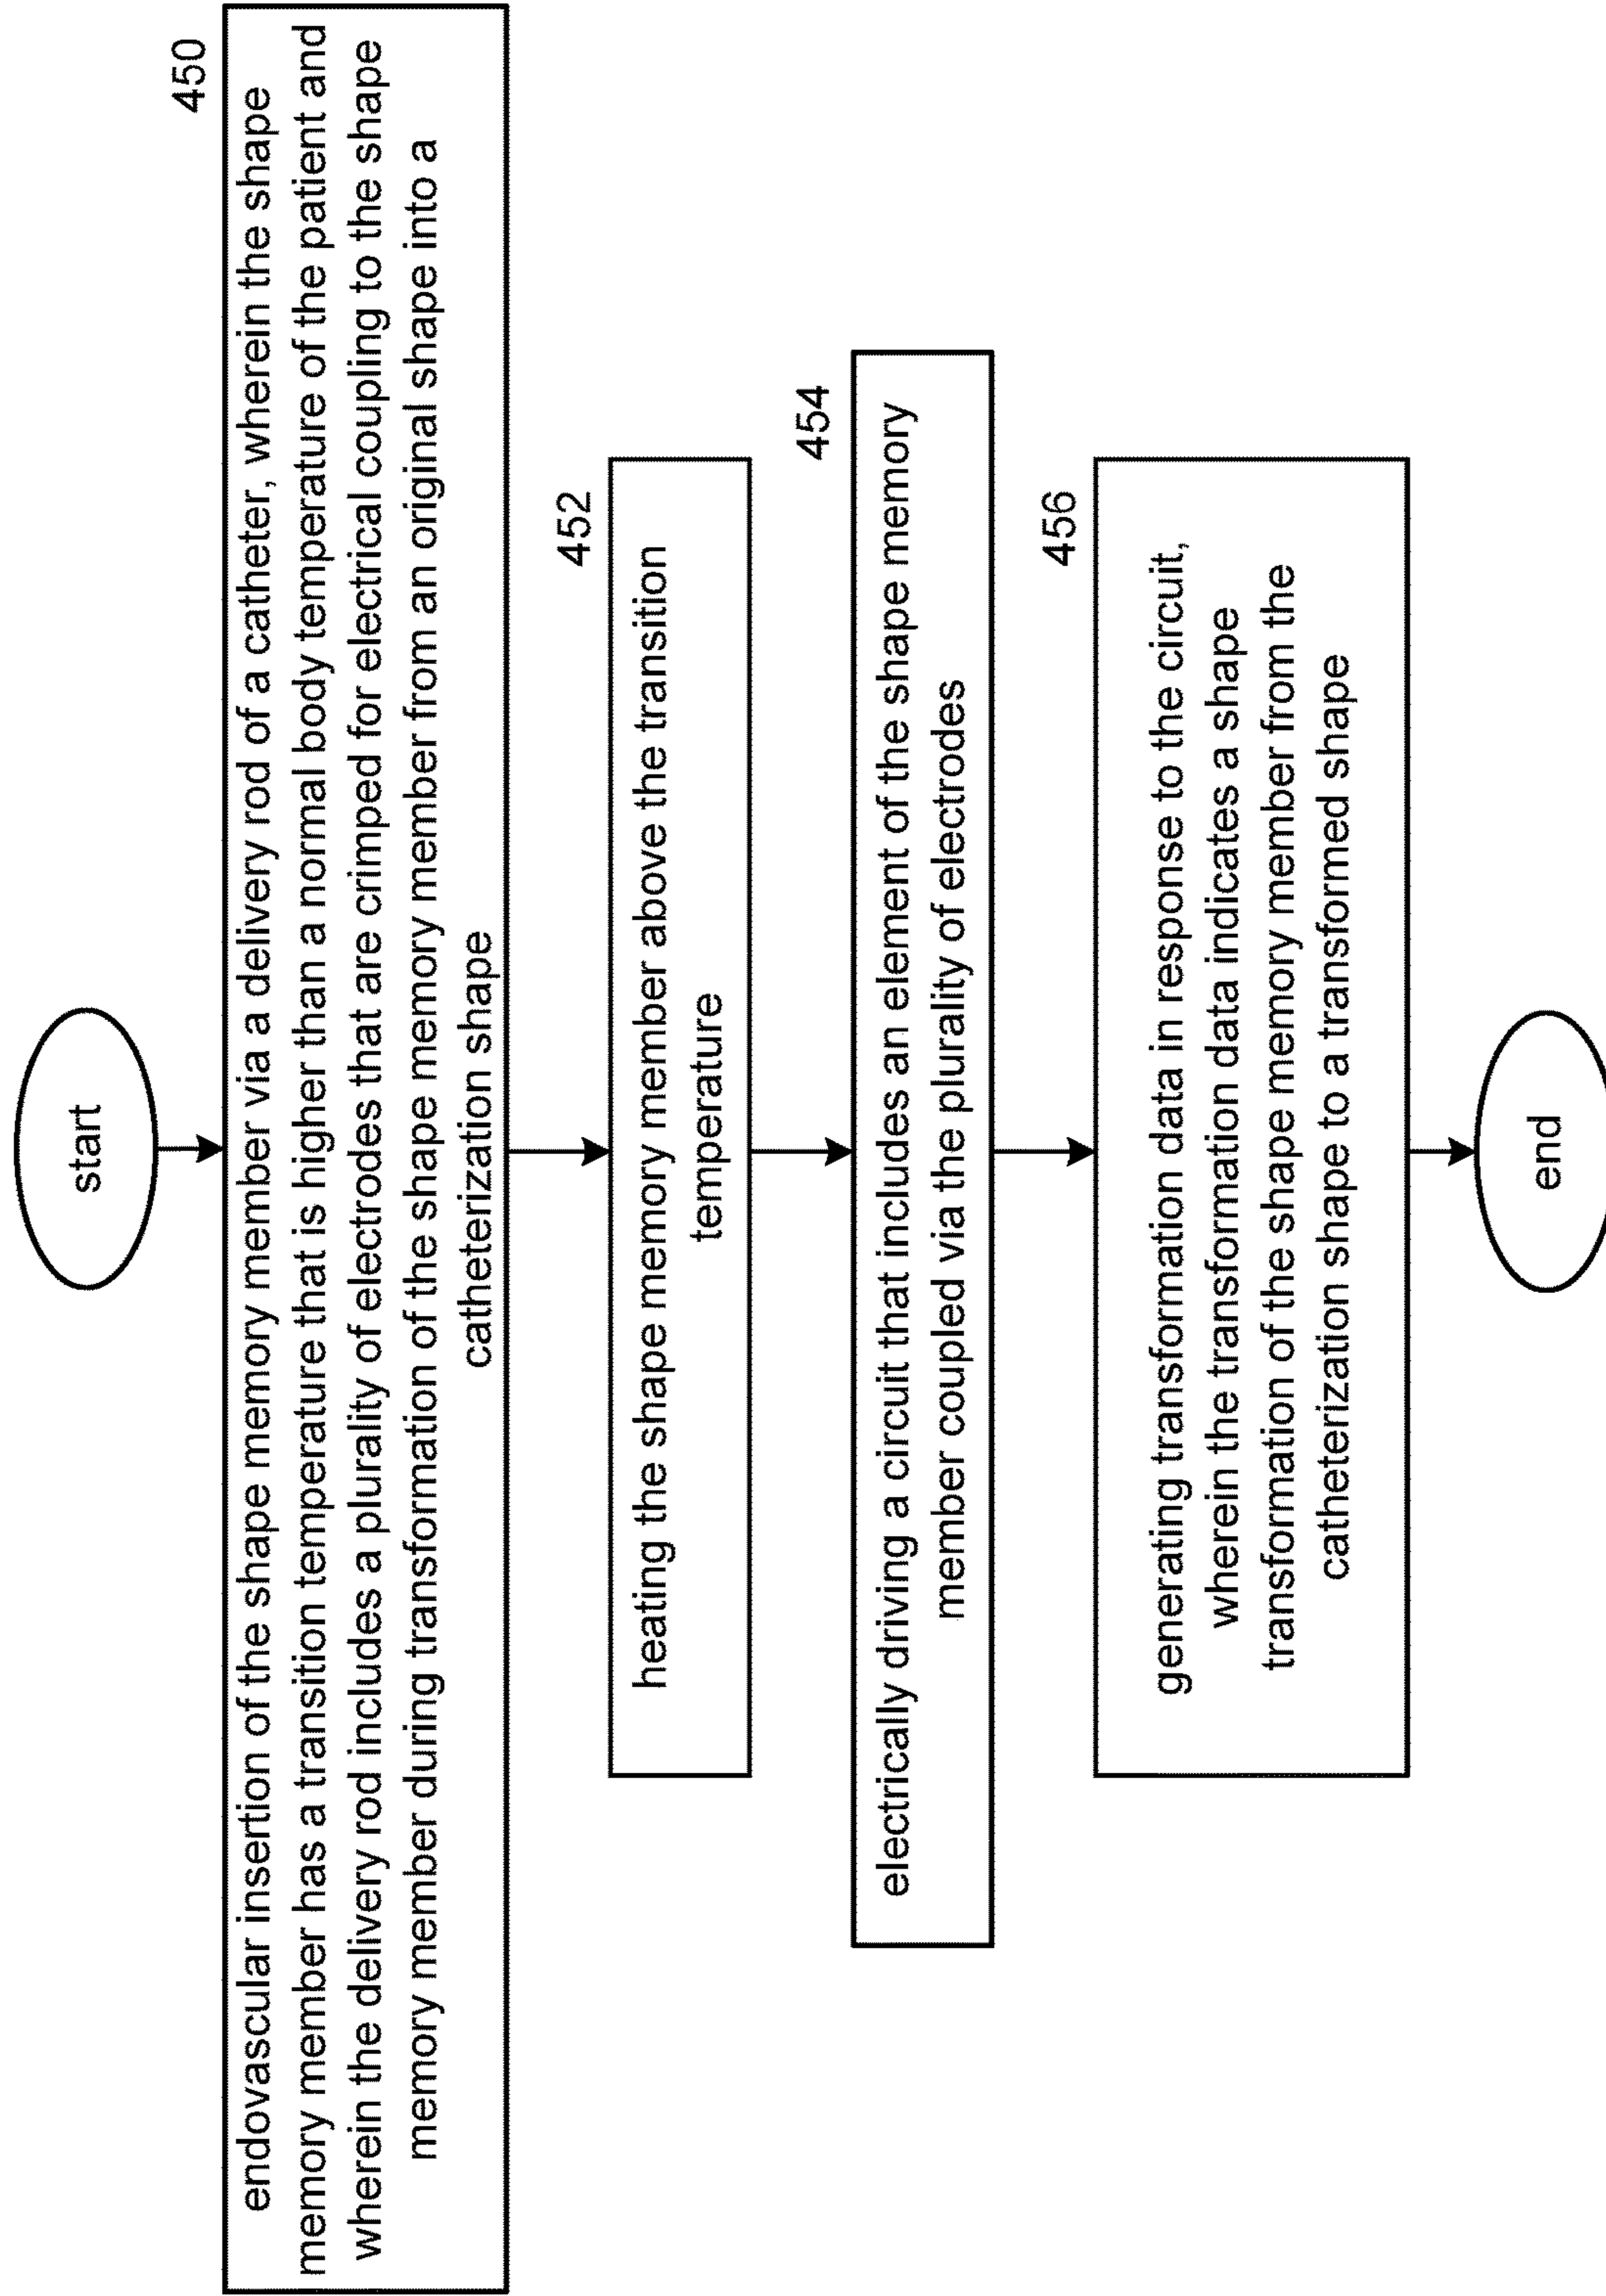 start
450
endovascular insertion of the shape memory member via a delivery rod of a catheter, wherein the shape
memory member has a transition temperature that is higher than a normal body temperature of the patient and
wherein the delivery rod includes a plurality of electrodes that are crimped for electrical coupling to the shape
memory member during transformation of the shape memory member from an original shape into a
catheterization shape
452
heating the shape memory member above the transition
temperature
454
electrically driving a circuit that includes an element of the shape memory
member coupled via the plurality of electrodes
456
generating transformation data in response to the circuit,
wherein the transformation data indicates a shape
transformation of the shape memory member from the
catheterization shape to a transformed shape
end